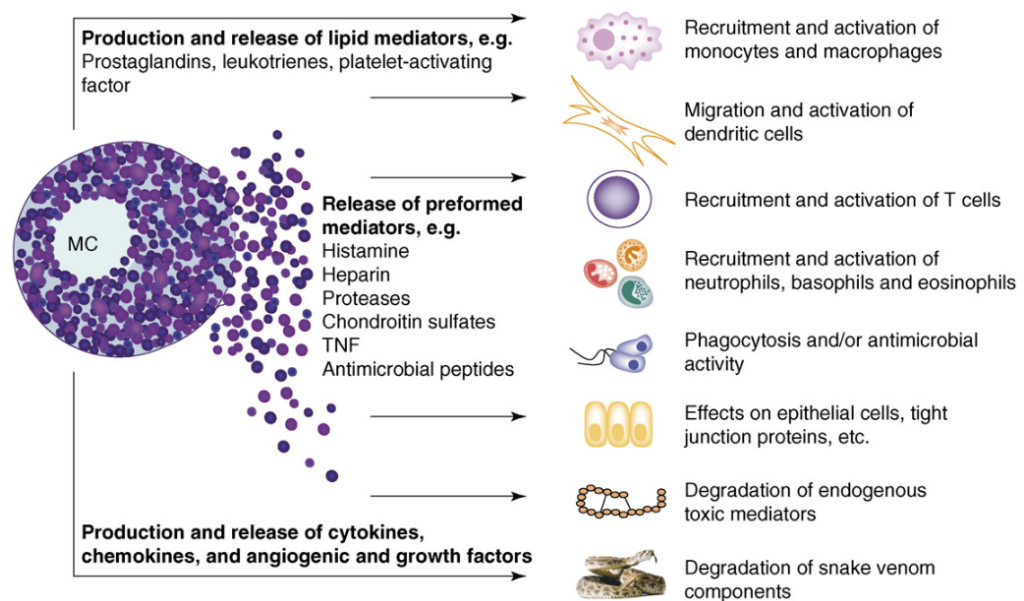 Production and release of lipid mediators, e.g.
Prostaglandins, leukotrienes, platelet-activating
factor
MC
Release of preformed
mediators, e.g.
Histamine
Heparin
Proteases
Chondroitin sulfates
TNF
Antimicrobial peptides
Production and release of cytokines,
chemokines, and angiogenic and growth factors
Recruitment and activation of
monocytes and macrophages
Migration and activation of
dendritic cells
Recruitment and activation of T cells
Recruitment and activation of
neutrophils, basophils and eosinophils
Phagocytosis and/or antimicrobial
activity
Effects on epithelial cells, tight
junction proteins, etc.
Degradation of endogenous
toxic mediators
Degradation of snake venom
components